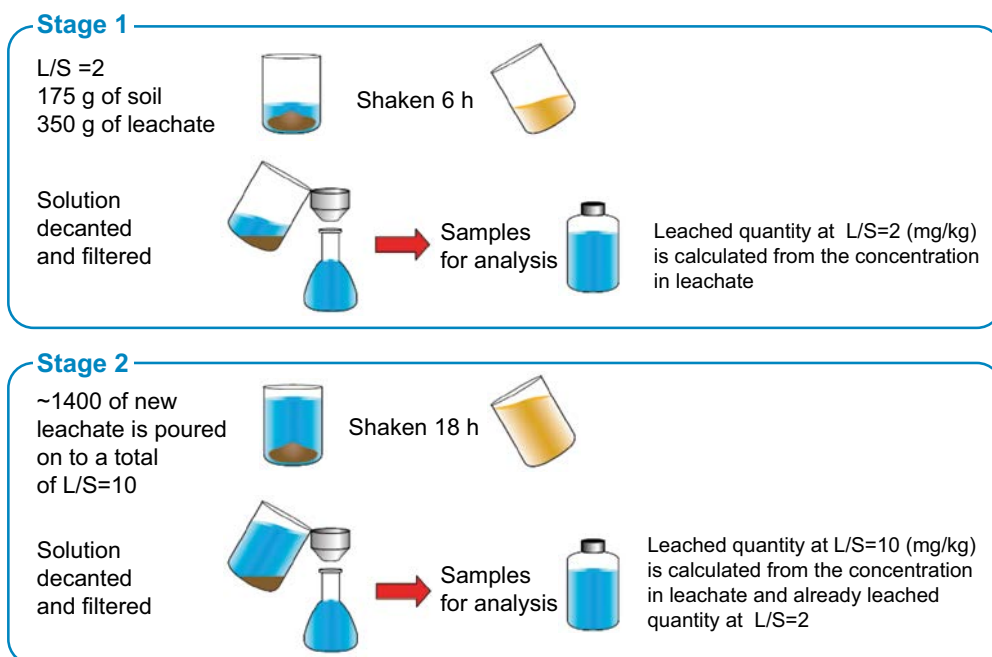 Stage 1
L/S =2
175 g of soil
350 g of leachate
Shaken 6 h
Solution
decanted
and filtered
Samples
for analysis
Leached quantity at L/S=2 (mg/kg)
is calculated from the concentration
in leachate
Stage 2
~1400 of new
leachate is poured
on to a total
of L/S=10
Shaken 18 h
Solution
decanted
and filtered
Samples
for analysis
Leached quantity at L/S=10 (mg/kg)
is calculated from the concentration
in leachate and already leached
quantity at L/S=2